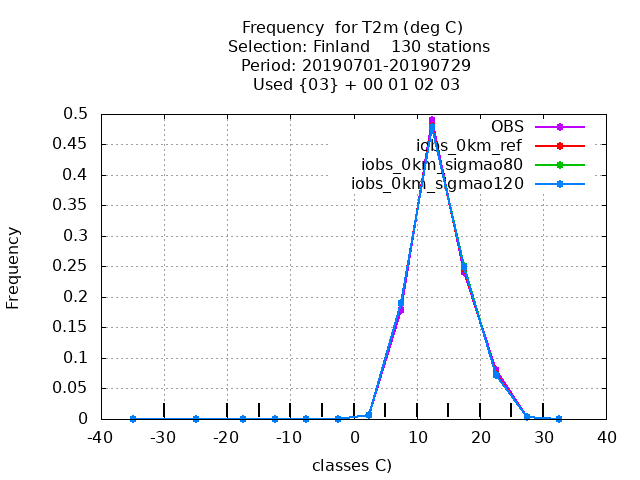 Frequency  for T2m (deg C)
Selection: Finland    130 stations
Period: 20190701-20190729
Used {03} + 00 01 02 03
OBS
iobs_0km_ref
iobs_0km_sigmao80
iobs_0km_sigmao120
Frequency
0.5
0.45
0.4
0.35
0.3
0.25
0.2
0.15
0.1
0.05
0
-40 -30 -20 -10 0 10 20 30 40
classes C)